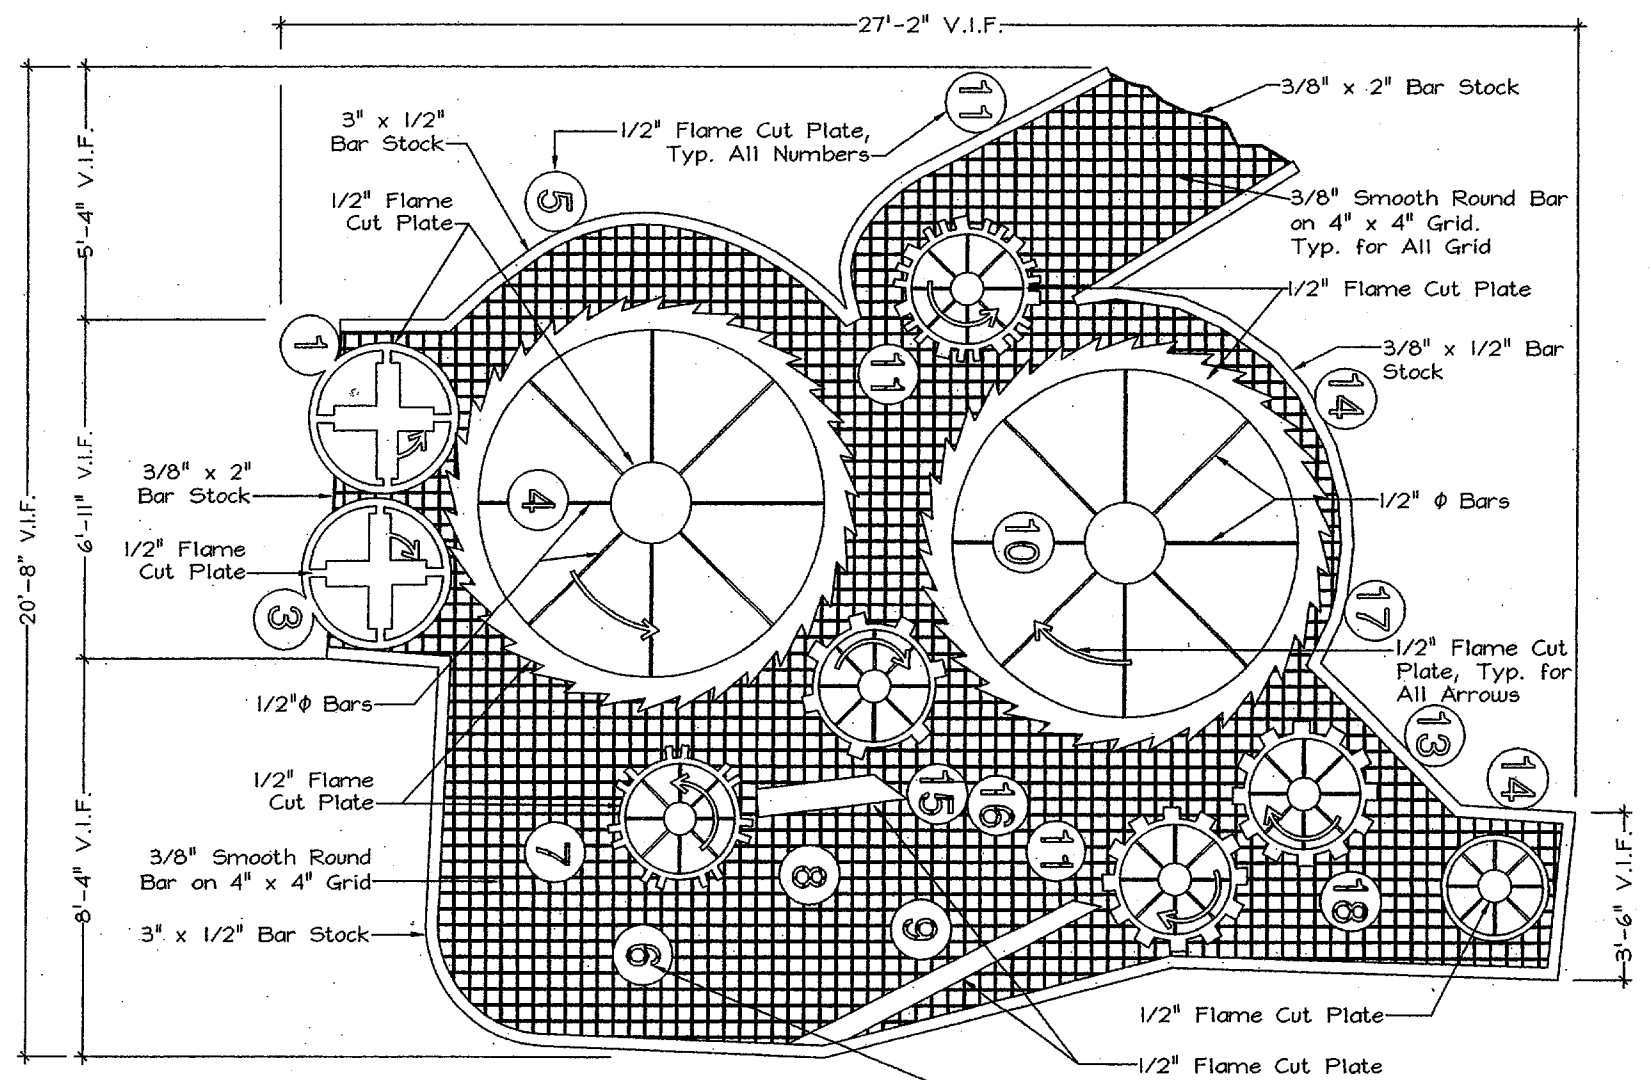 27'-2" V.I.F.
11
3/8" x 2" Bar Stock
3" x 1/2"
Bar Stock
1/2" Flame Cut Plate,
Typ. All Numbers
5'-4" V.I.F.
5
1/2" Flame
Cut Plate
3/8" Smooth Round Bar
on 4" x 4" Grid.
Typ. for All Grid
1/2" Flame Cut Plate
1
11
3/8" x 1/2" Bar
Stock
14
3/8" x 2"
Bar Stock
6'-11" V.I.F.
20'-8" V.I.F.
4
10
1/2" ϕ Bars
1/2" Flame
Cut Plate
3
17
1/2" Flame Cut
Plate, Typ. for
All Arrows
1/2"ϕ Bars
13
14
1/2" Flame
Cut Plate
15
16
11
7
8
18
3/8" Smooth Round
Bar on 4" x 4" Grid
8'-4" V.I.F.
3'-6" V.I.F.
3" x 1/2" Bar Stock
6
9
1/2" Flame Cut Plate
1/2" Flame Cut Plate